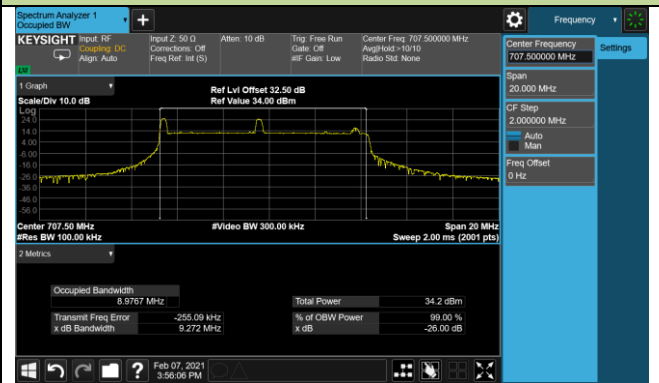 Spectrum Analyzer 1
Occupied BW
Frequency
KEYSIGHT
Input: RF
Coupling: DC
Align: Auto
Input Z: 50 Ω
Corrections: Off
Freq Ref: Int (S)
Atten: 10 dB
Trig: Free Run
Gate: Off
#IF Gain: Low
Center Freq: 707.500000 MHz
Avg|Hold:>10/10
Radio Std: None
Center Frequency
707.500000 MHz
Settings
Span
20.000 MHz
CF Step
2.000000 MHz
Auto
Man
Freq Offset
0 Hz
1 Graph
Scale/Div 10.0 dB
Ref Lvl Offset 32.50 dB
Ref Value 34.00 dBm
Log
24.0
14.0
4.00
-6.00
-16.0
-26.0
-36.0
-46.0
-56.0
Center 707.50 MHz
#Res BW 100.00 kHz
#Video BW 300.00 kHz
Span 20 MHz
Sweep 2.00 ms (2001 pts)
2 Metrics
Occupied Bandwidth
8.9767 MHz
Total Power 34.2 dBm
Transmit Freq Error -255.09 kHz
% of OBW Power 99.00 %
x dB Bandwidth 9.272 MHz
x dB -26.00 dB
Feb 07, 2021
3:56:06 PM